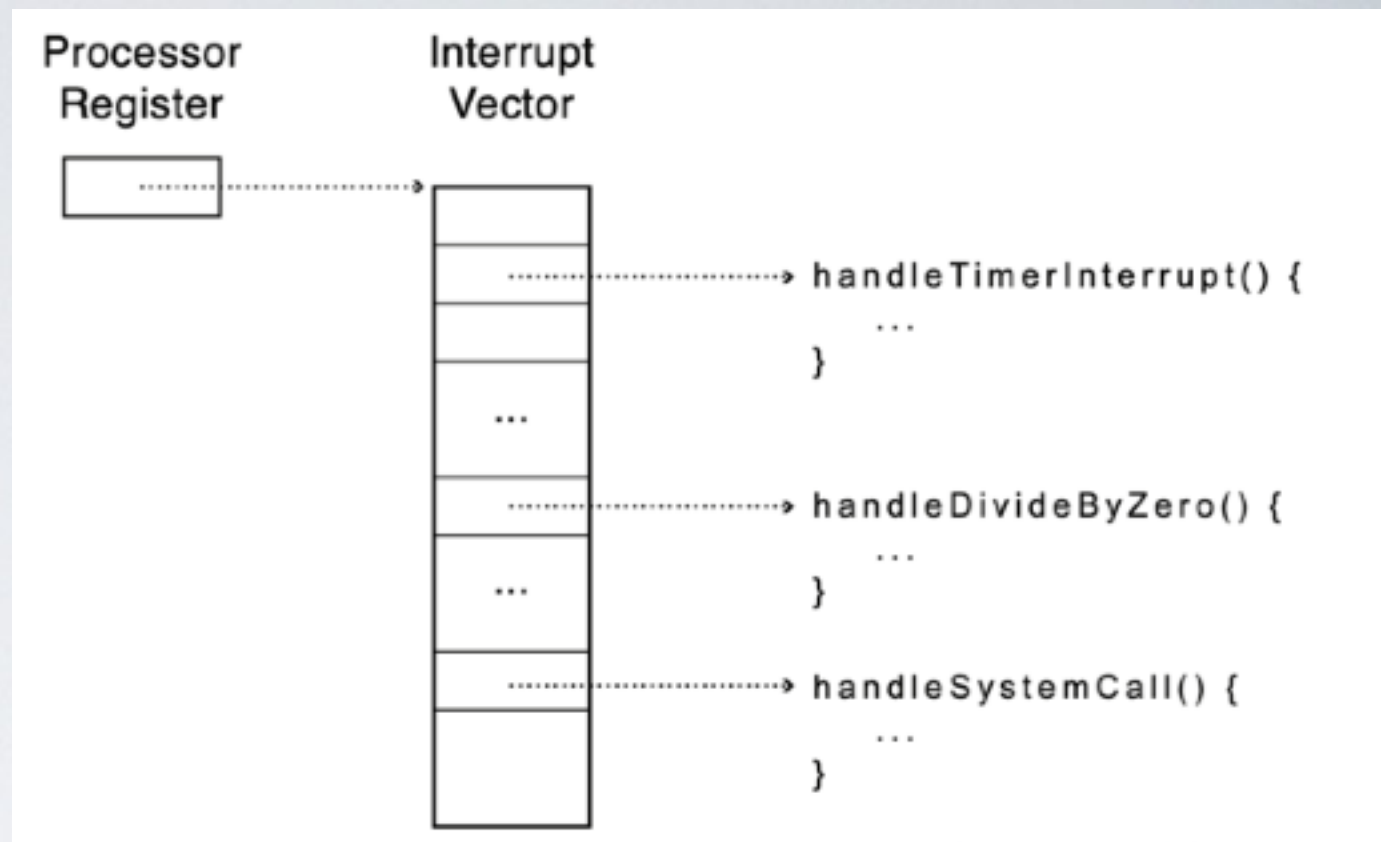 Processor
Register
Interrupt
Vector
handleTimerInterrupt() {
...
}
...
handleDivideByZero() {
...
}
...
handleSystemCall() {
...
}